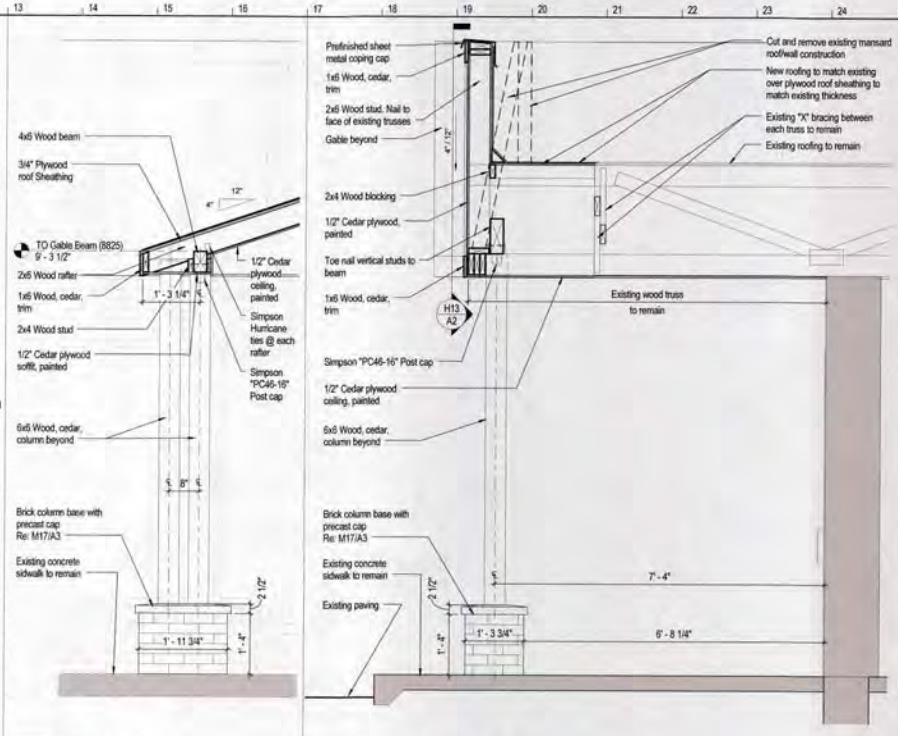 13 14 15 16 17 18 19 20 21 22 23 24
4x6 Wood beam
3/4" Plywood
roof Sheathing
12"
4"
TO Gable Beam (8825)
9' - 3 1/2"
2x6 Wood rafter
1x6 Wood, cedar,
trim
1' - 3 1/4"
2x4 Wood stud
1/2" Cedar plywood
soffit, painted
1/2" Cedar
plywood
ceiling,
painted
Simpson
Hurricane
ties @ each
rafter
Simpson
"PC46-16"
Post cap
6x6 Wood, cedar,
column beyond
8"
Brick column base with
precast cap
Re: M17/A3
Existing concrete
sidwalk to remain
2 1/2"
1' - 11 3/4"
1' - 4"
Prefinished sheet
metal coping cap
1x6 Wood, cedar,
trim
2x6 Wood stud. Nail to
face of existing trusses
Gable beyond
4" / 12"
2x4 Wood blocking
1/2" Cedar plywood,
painted
Toe nail vertical studs to
beam
1x6 Wood, cedar,
trim
H13
A2
Simpson "PC46-16" Post cap
1/2" Cedar plywood
ceiling, painted
6x6 Wood, cedar,
column beyond
Brick column base with
precast cap
Re: M17/A3
Existing concrete
sidwalk to remain
Existing paving
Cut and remove existing mansard
roof/wall construction
New roofing to match existing
over plywood roof sheathing to
match existing thickness
Existing "X" bracing between
each truss to remain
Existing roofing to remain
Existing wood truss
to remain
7' - 4"
2 1/2"
1' - 3 3/4"
6' - 8 1/4"
1' - 4"